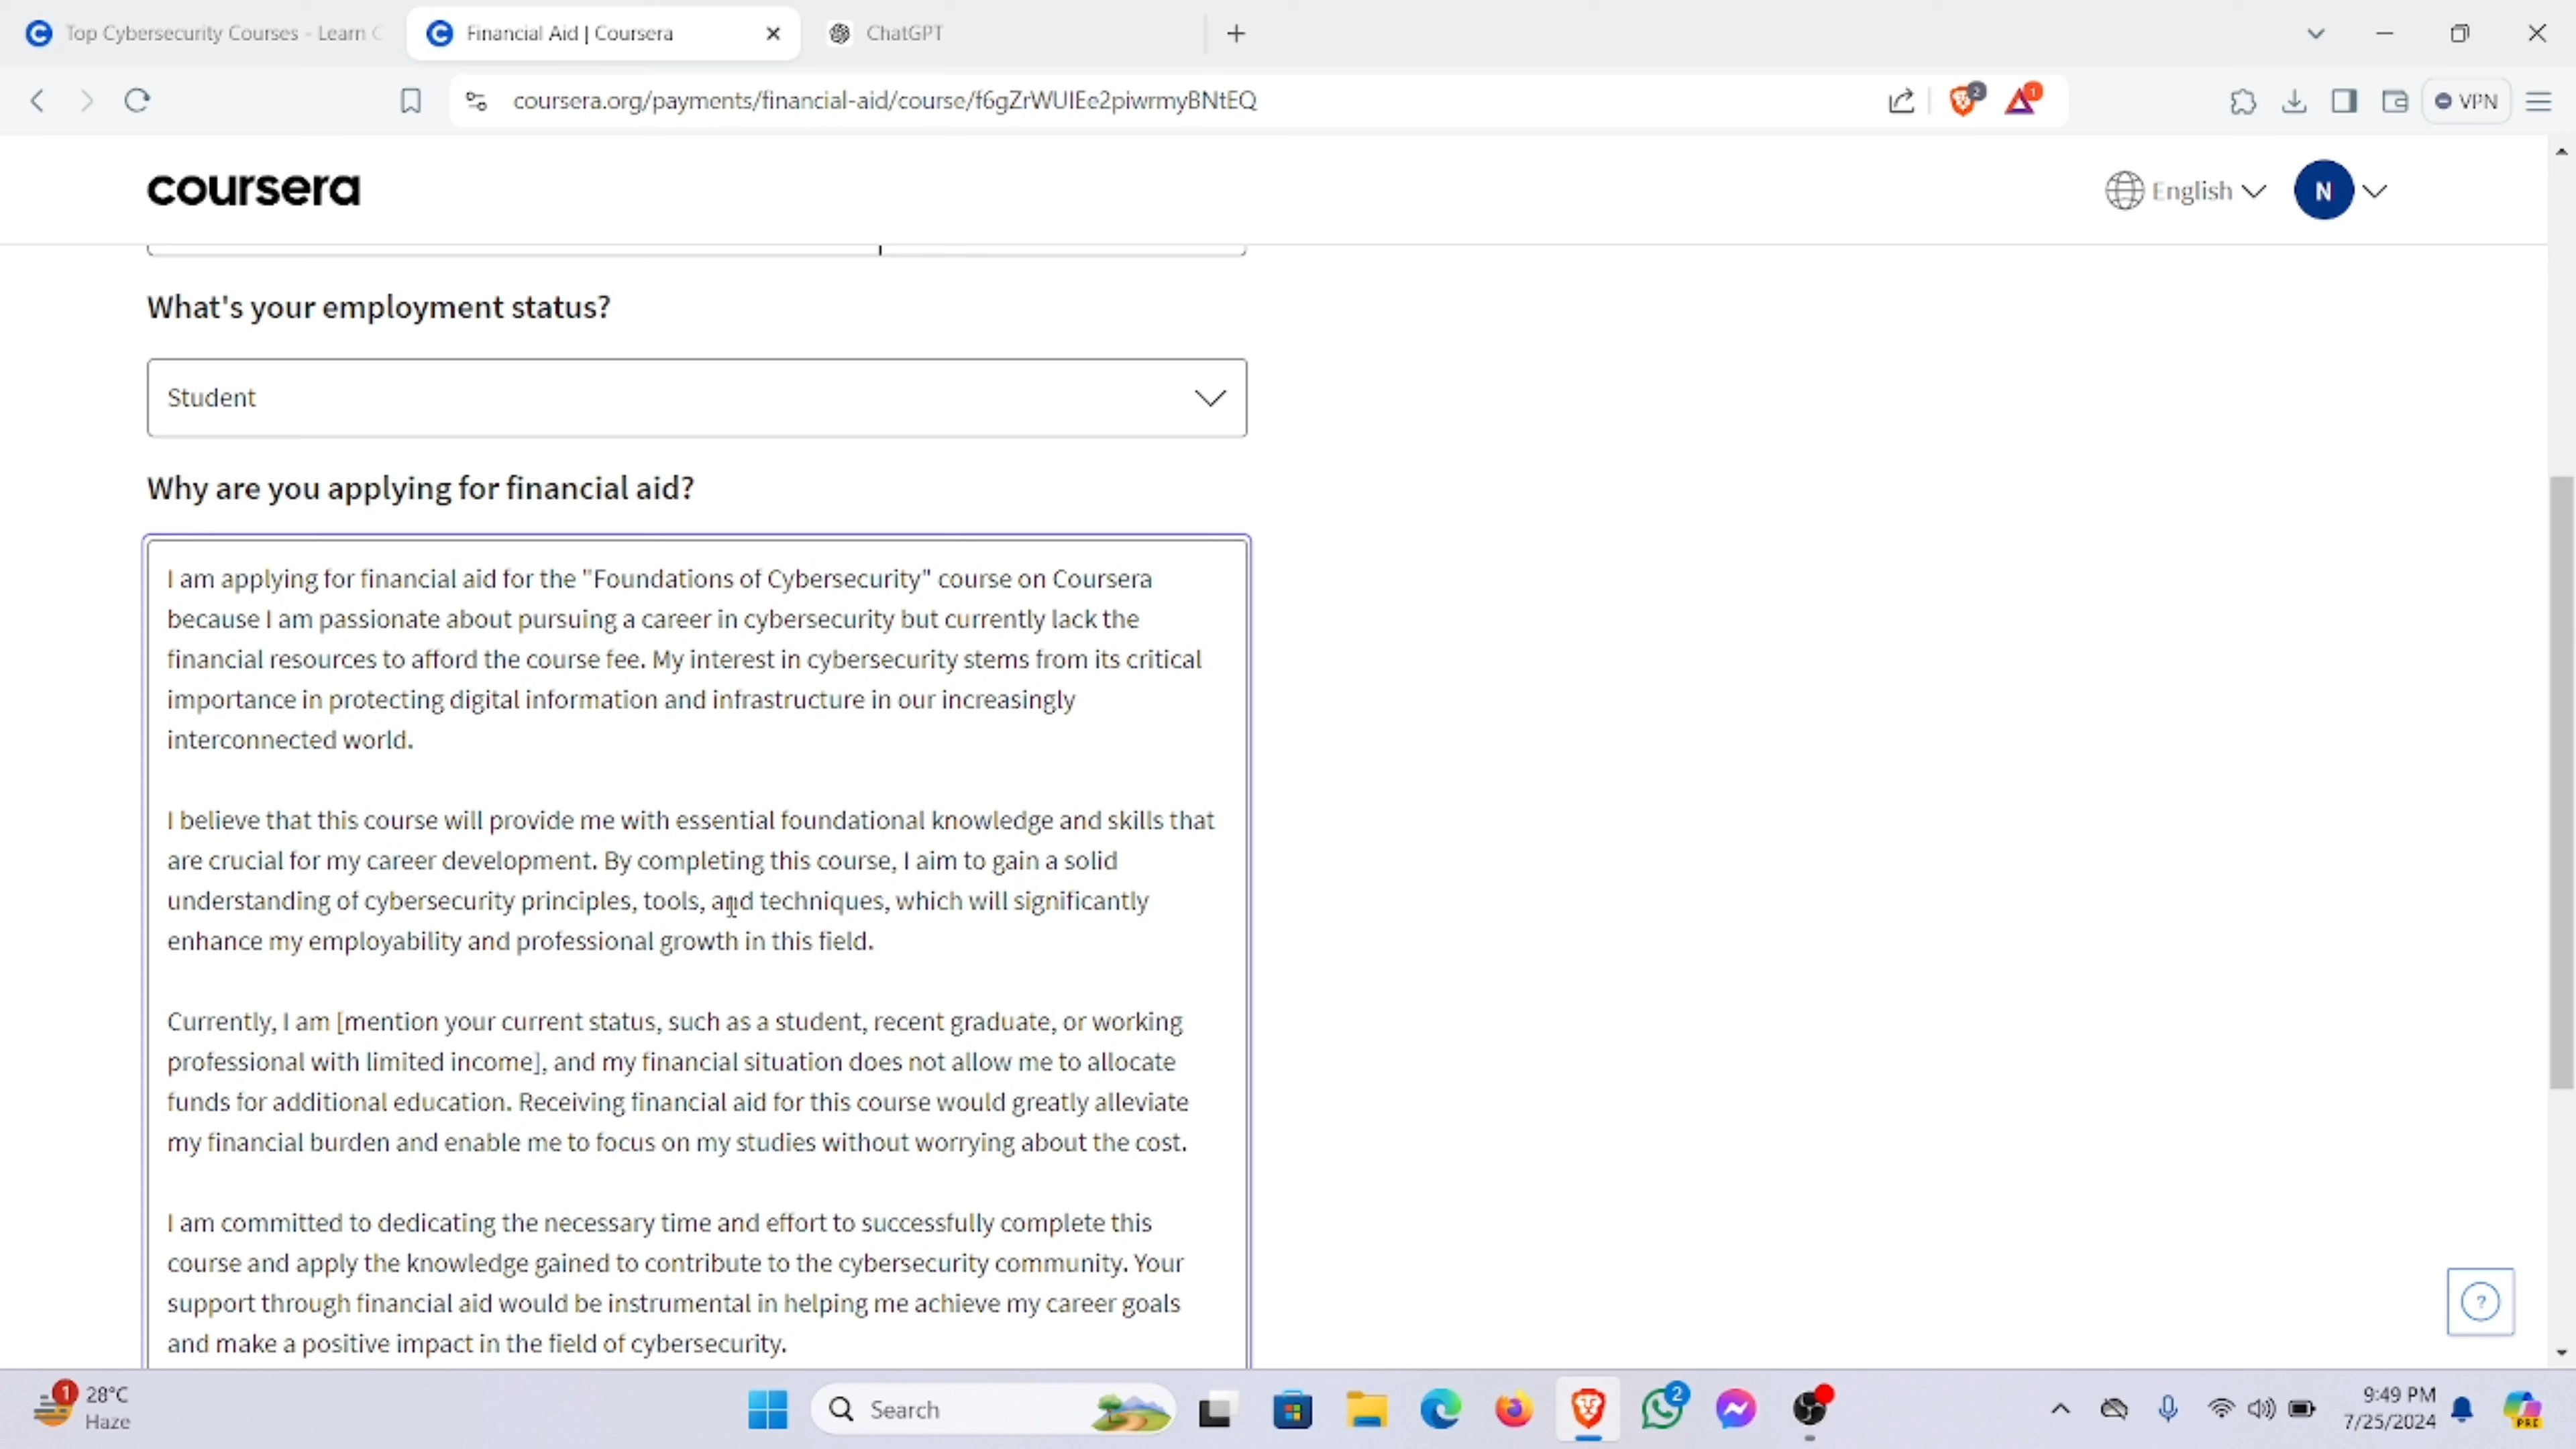 Top Cybersecurity Courses - Learn C
Financial Aid | Coursera
ChatGPT
coursera.org/payments/financial-aid/course/f6gZrWUIEe2piwrmyBNtEQ
2
1
VPN
coursera
English
N
What's your employment status?
Student
Why are you applying for financial aid?
I am applying for financial aid for the "Foundations of Cybersecurity" course on Coursera
because I am passionate about pursuing a career in cybersecurity but currently lack the
financial resources to afford the course fee. My interest in cybersecurity stems from its critical
importance in protecting digital information and infrastructure in our increasingly
interconnected world.
I believe that this course will provide me with essential foundational knowledge and skills that
are crucial for my career development. By completing this course, I aim to gain a solid
understanding of cybersecurity principles, tools, and techniques, which will significantly
enhance my employability and professional growth in this field.
Currently, I am [mention your current status, such as a student, recent graduate, or working
professional with limited income], and my financial situation does not allow me to allocate
funds for additional education. Receiving financial aid for this course would greatly alleviate
my financial burden and enable me to focus on my studies without worrying about the cost.
I am committed to dedicating the necessary time and effort to successfully complete this
course and apply the knowledge gained to contribute to the cybersecurity community. Your
support through financial aid would be instrumental in helping me achieve my career goals
and make a positive impact in the field of cybersecurity.
?
1
28°C
Haze
Search
2
9:49 PM
7/25/2024
PRE